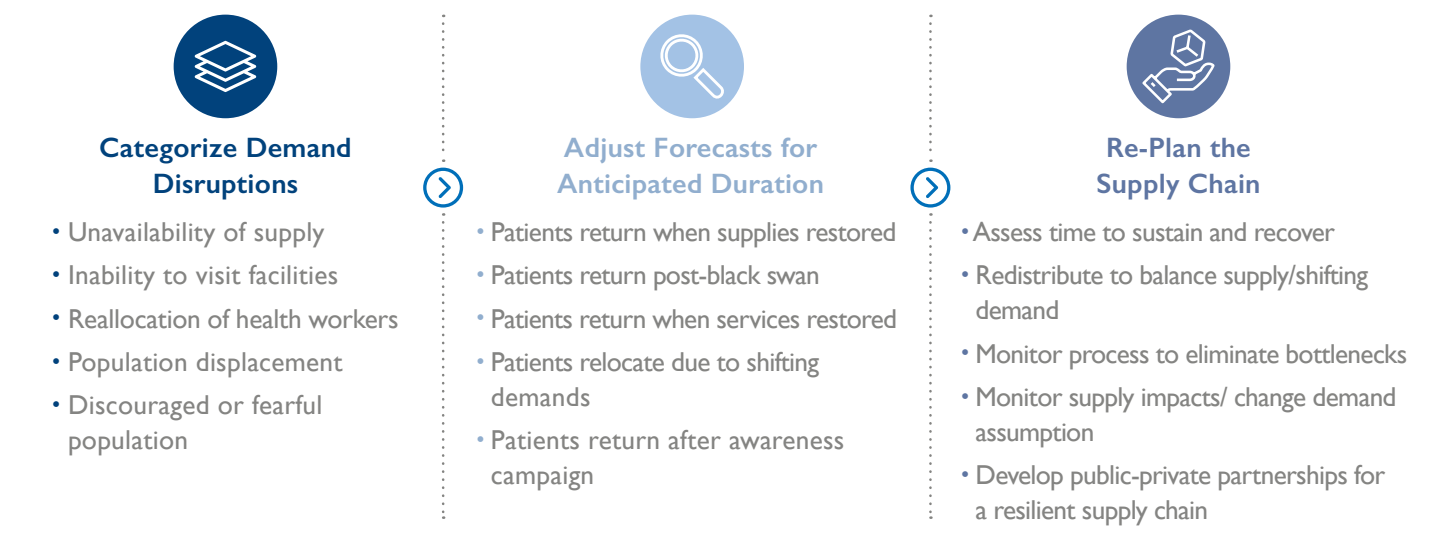 Categorize Demand
Disruptions
• Unavailability of supply
• Inability to visit facilities
• Reallocation of health workers
• Population displacement
• Discouraged or fearful
population
Adjust Forecasts for
Anticipated Duration
• Patients return when supplies restored
• Patients return post-black swan
• Patients return when services restored
• Patients relocate due to shifting
demands
• Patients return after awareness
campaign
Re-Plan the
Supply Chain
• Assess time to sustain and recover
• Redistribute to balance supply/shifting
demand
• Monitor process to eliminate bottlenecks
• Monitor supply impacts/ change demand
assumption
• Develop public-private partnerships for
a resilient supply chain